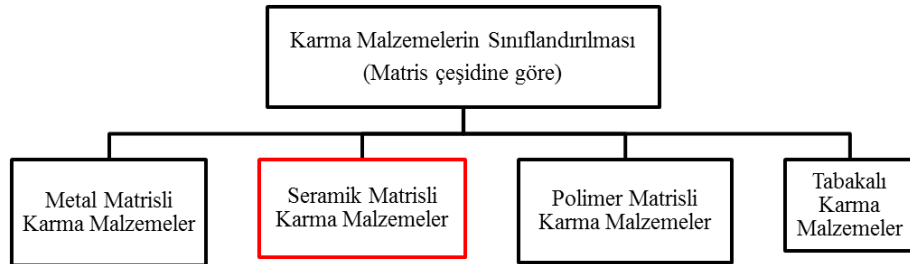 Karma Malzemelerin Sınıflandırılması
(Matris çeşidine göre)
Metal Matrisli
Karma Malzemeler
Seramik Matrisli
Karma Malzemeler
Polimer Matrisli
Karma Malzemeler
Tabakalı
Karma
Malzemeler